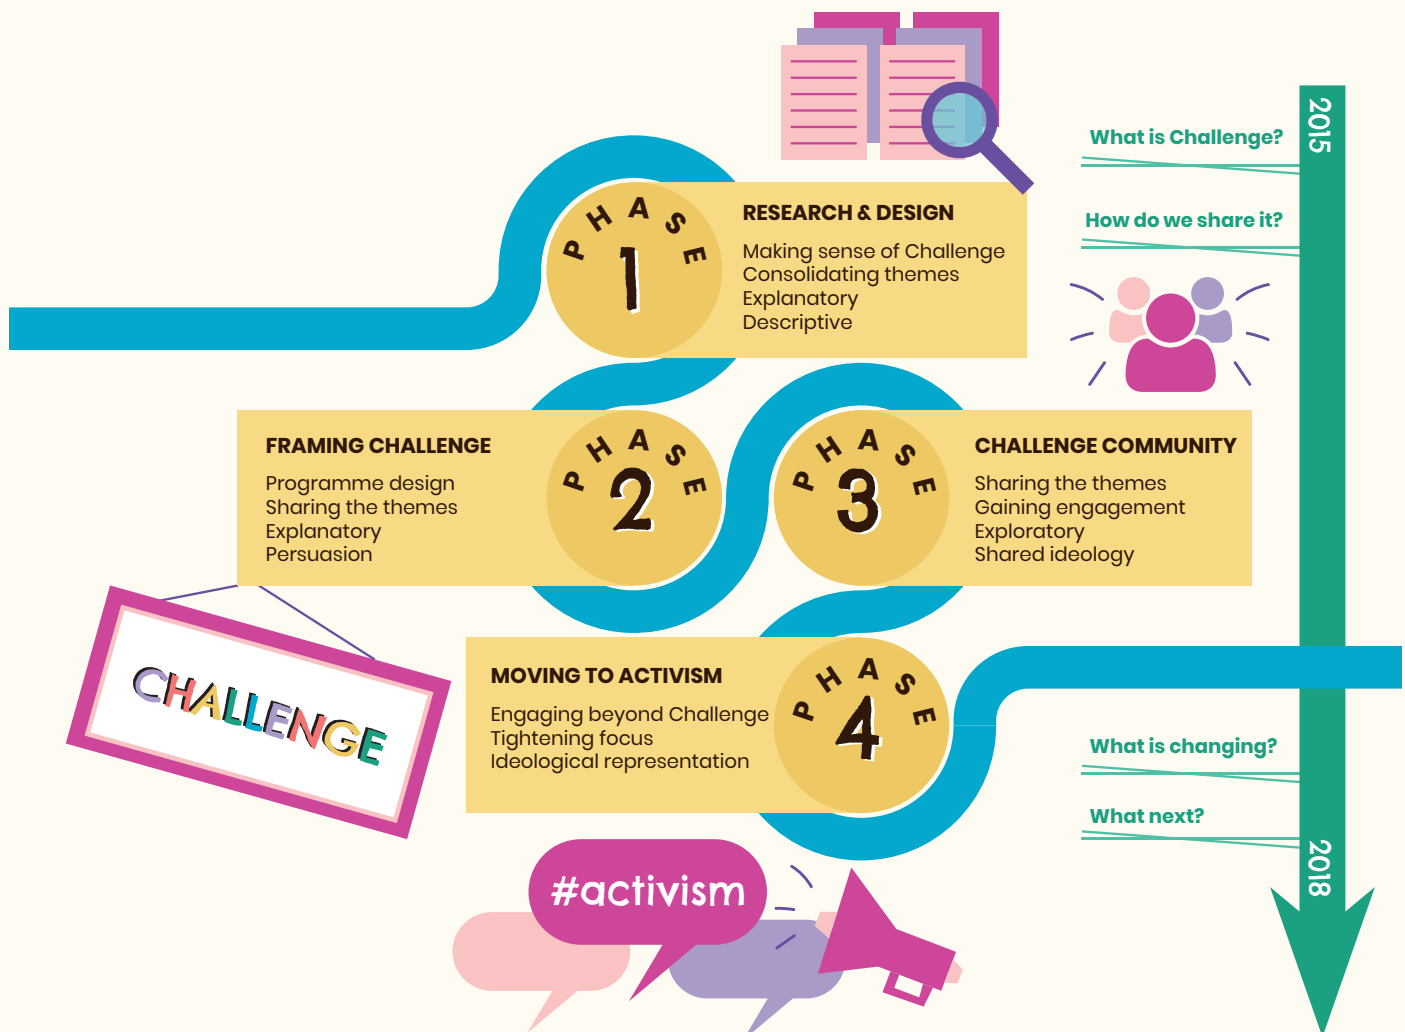 PHASE
1
RESEARCH & DESIGN
Making sense of Challenge
Consolidating themes
Explanatory
Descriptive
2015
What is Challenge?
How do we share it?
FRAMING CHALLENGE
Programme design
Sharing the themes
Explanatory
Persuasion
PHASE
2
PHASE
3
CHALLENGE COMMUNITY
Sharing the themes
Gaining engagement
Exploratory
Shared ideology
CHALLENGE
MOVING TO ACTIVISM
Engaging beyond Challenge
Tightening focus
Ideological representation
PHASE
4
What is changing?
What next?
2018
#activism